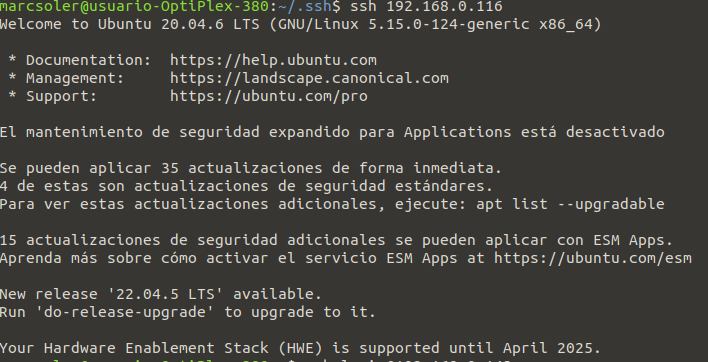 marcsoler@usuario-OptiPlex-380:~/.ssh$ ssh 192.168.0.116
Welcome to Ubuntu 20.04.6 LTS (GNU/Linux 5.15.0-124-generic x86_64)
* Documentation: https://help.ubuntu.com
* Management: https://landscape.canonical.com
* Support: https://ubuntu.com/pro
El mantenimiento de seguridad expandido para Applications está desactivado
Se pueden aplicar 35 actualizaciones de forma inmediata.
4 de estas son actualizaciones de seguridad estándares.
Para ver estas actualizaciones adicionales, ejecute: apt list --upgradable
15 actualizaciones de seguridad adicionales se pueden aplicar con ESM Apps.
Aprenda más sobre cómo activar el servicio ESM Apps at https://ubuntu.com/esm
New release '22.04.5 LTS' available.
Run 'do-release-upgrade' to upgrade to it.
Your Hardware Enablement Stack (HWE) is supported until April 2025.